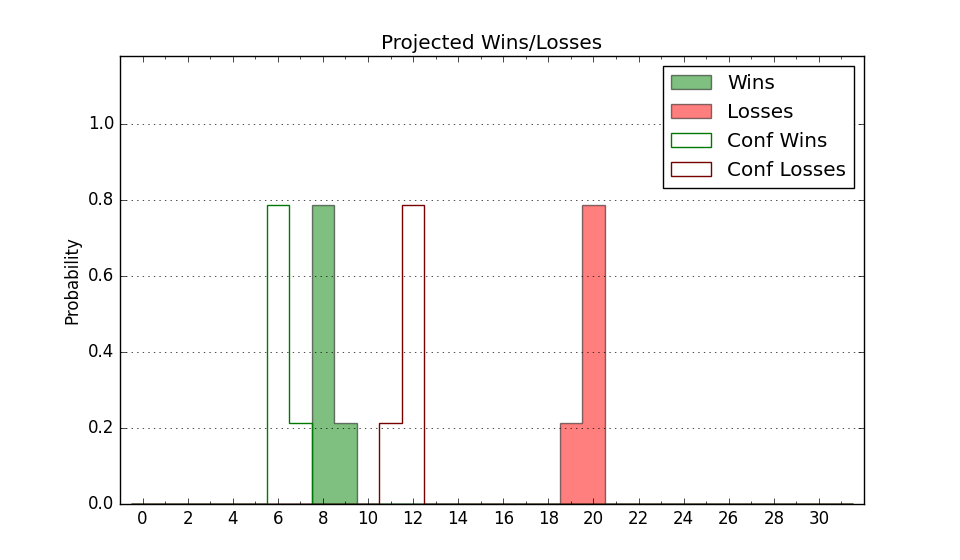 Projected Wins/Losses
Wins
Losses
Conf Wins
Conf Losses
Probability
1.0
0.8
0.6
0.4
0.2
0.0
0 2 4 6 8 10 12 14 16 18 20 22 24 26 28 30